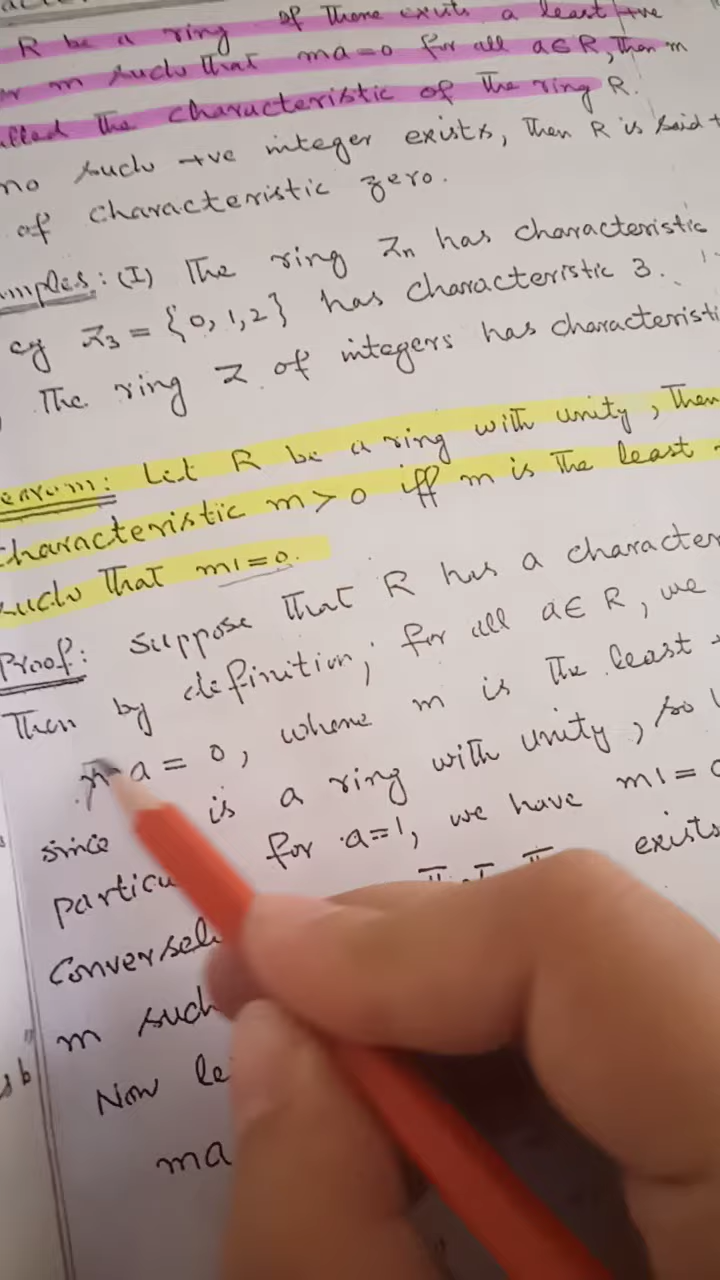 R be a ring if there exists a least +ve
m such that ma=0 for all a∈R, then m
called the characteristic of the ring R.
no such +ve integer exists, then R is said
of characteristic zero.
amples: (I) The ring Zn has characteristic
eg Z3 = {0,1,2} has characteristic 3.
The ring Z of integers has characteristi
eorem: Let R be a ring with unity, Then
characteristic m>0 iff m is the least
such that m1=0.
Proof: Suppose that R has a character
Then by definition, for all a∈R, we
ma = 0, where m is the least
since is a ring with unity, so
particu for a=1, we have m1=0
Conversel exists
m such
Now le
ma